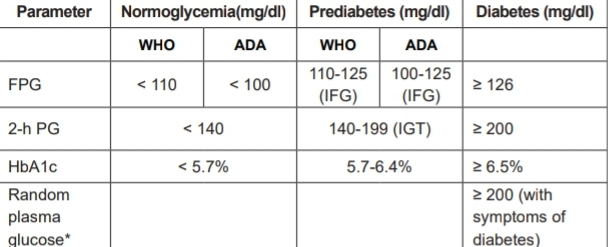 Parameter Normoglycemia(mg/dl) Prediabetes (mg/dl) Diabetes (mg/dl)
WHO ADA WHO ADA
FPG < 110 < 100 110-125 (IFG) 100-125 (IFG) ≥ 126
2-h PG < 140 140-199 (IGT) ≥ 200
HbA1c < 5.7% 5.7-6.4% ≥ 6.5%
Random plasma glucose* ≥ 200 (with symptoms of diabetes)